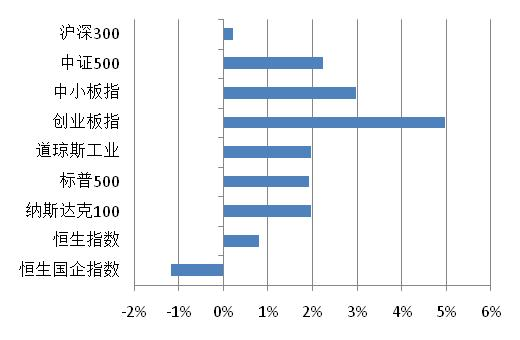 沪深300
中证500
中小板指
创业板指
道琼斯工业
标普500
纳斯达克100
恒生指数
恒生国企指数
-2% -1% 0% 1% 2% 3% 4% 5% 6%